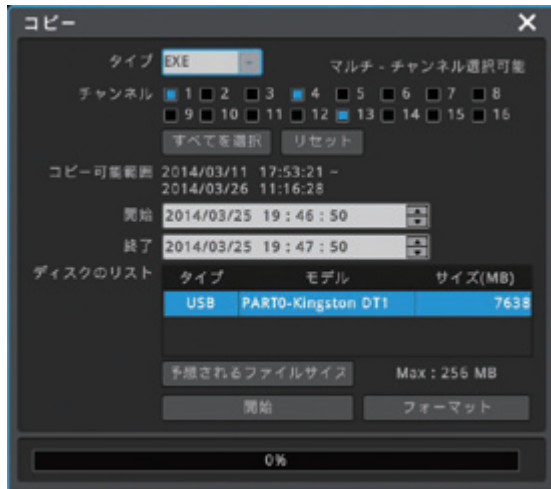 コピー
タイプ EXE マルチ - チャンネル選択可能
チャンネル 1 2 3 4 5 6 7 8
9 10 11 12 13 14 15 16
すべてを選択 リセット
コピー可能範囲 2014/03/11 17:53:21 -
2014/03/26 11:16:28
開始 2014/03/25 19 : 46 : 50
終了 2014/03/25 19 : 47 : 50
ディスクのリスト タイプ モデル サイズ(MB)
USB PART0-Kingston DT1 7638
予想されるファイルサイズ Max : 256 MB
開始 フォーマット
0%